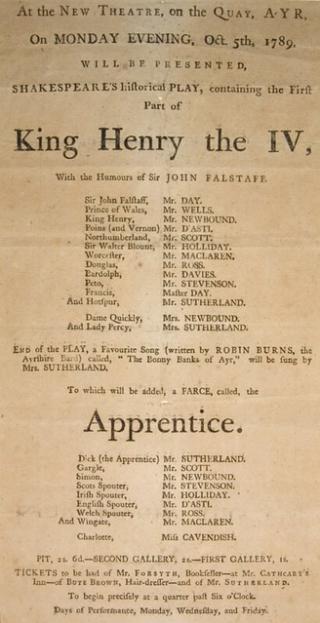 At the New Theatre, on the Quay, AYR,
On MONDAY EVENING, Oct. 5th, 1789,
WILL BE PRESENTED,
SHAKESPEARE's historical PLAY, containing the First
Part of
King Henry the IV,
With the Humours of Sir JOHN FALSTAFF.
Sir John Falstaff, Mr. DAY.
Prince of Wales, Mr. WELLS.
King Henry, Mr. NEWBOUND.
Poins (and Vernon) Mr. D'ASTI.
Northumberland, Mr. SCOTT.
Sir Walter Blount, Mr. HOLLIDAY.
Worcester, Mr. MACLAREN.
Douglas, Mr. ROSS.
Bardolph, Mr. DAVIES.
Peto, Mr. STEVENSON.
Francis, Master DAY.
And Hotspur, Mr. SUTHERLAND.
Dame Quickly, Mrs. NEWBOUND.
And Lady Percy, Mrs. SUTHERLAND.
END of the PLAY, a Favourite Song (written by ROBIN BURNS, the
Ayrshire Bard) called, "The Bonny Banks of Ayr," will be sung by
Mrs. SUTHERLAND.
To which will be added, a FARCE, called, the
Apprentice.
Dick (the Apprentice) Mr. SUTHERLAND.
Gargle, Mr. SCOTT.
Simon, Mr. NEWBOUND.
Scots Spouter, Mr. STEVENSON.
Irish Spouter, Mr. HOLLIDAY.
English Spouter, Mr. D'ASTI.
Welch Spouter, Mr. ROSS.
And Wingate, Mr. MACLAREN.
Charlotte, Miss CAVENDISH.
PIT, 2s. 6d.—SECOND GALLERY, 2s.—FIRST GALLERY, 1s.
TICKETS to be had of Mr. FORSYTH, Bookseller—at Mr. CATHCART's
Inn—of BUTE BROWN, Hair-dresser—and of Mr. SUTHERLAND.
To begin precisely at a quarter past Six o'Clock.
Days of Performance, Monday, Wednesday, and Friday.